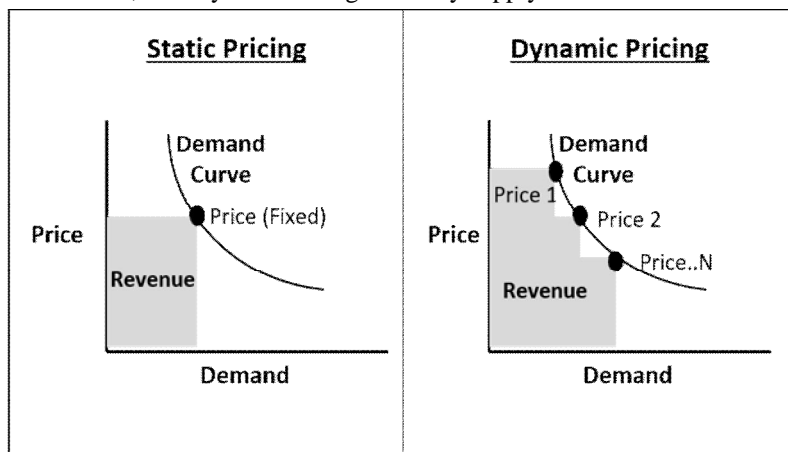 Static Pricing
Demand
Curve
Price (Fixed)
Price
Revenue
Demand
Dynamic Pricing
Demand
Curve
Price 1
Price 2
Price
Price..N
Revenue
Demand